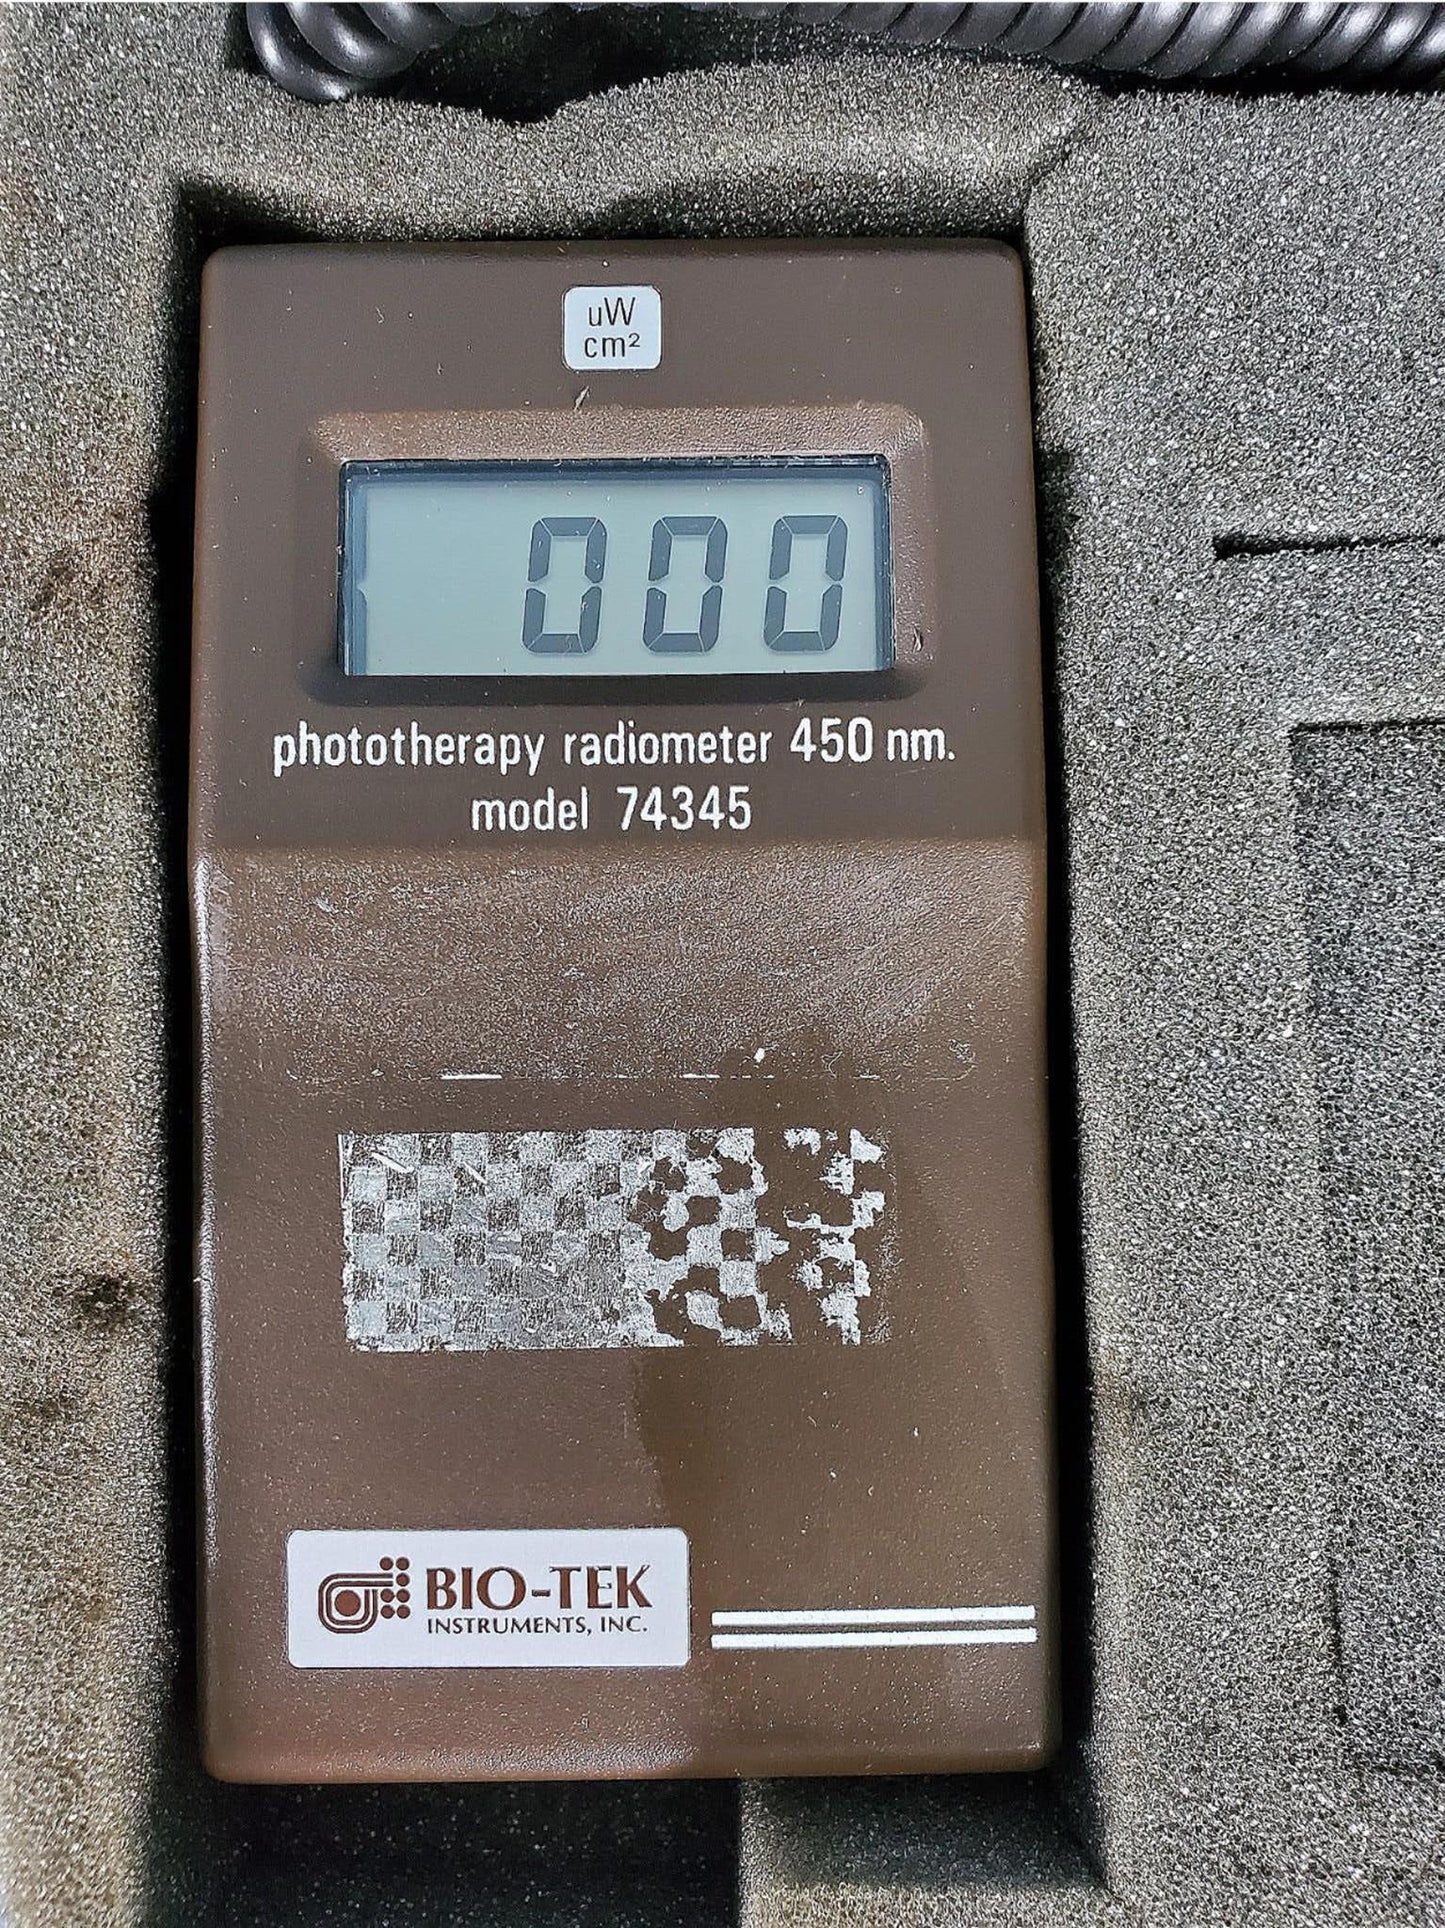 uW
cm²
000
phototherapy radiometer 450 nm.
model 74345
BIO-TEK
INSTRUMENTS, INC.